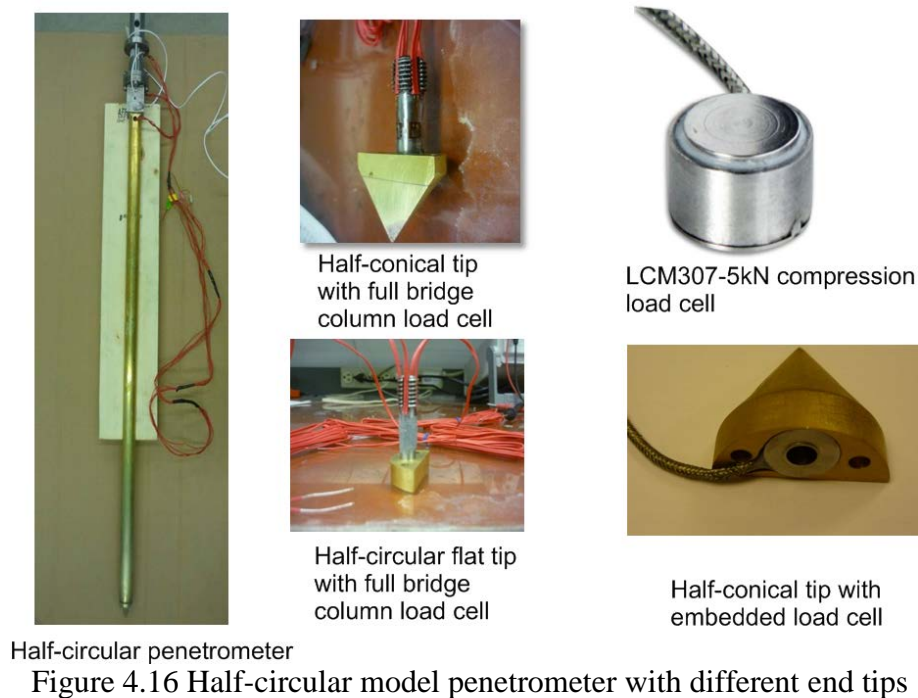 Half-conical tip
with full bridge
column load cell
LCM307-5kN compression
load cell
Half-circular flat tip
with full bridge
column load cell
Half-conical tip with
embedded load cell
Half-circular penetrometer
Figure 4.16 Half-circular model penetrometer with different end tips